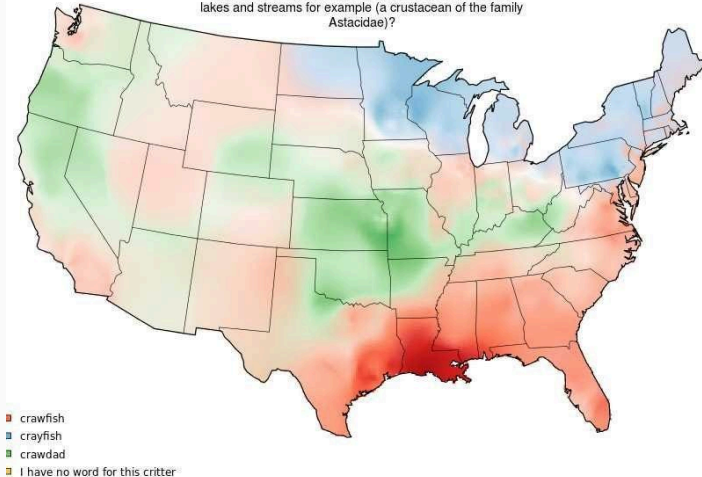 lakes and streams for example (a crustacean of the family
Astacidae)?
crawfish
crayfish
crawdad
I have no word for this critter